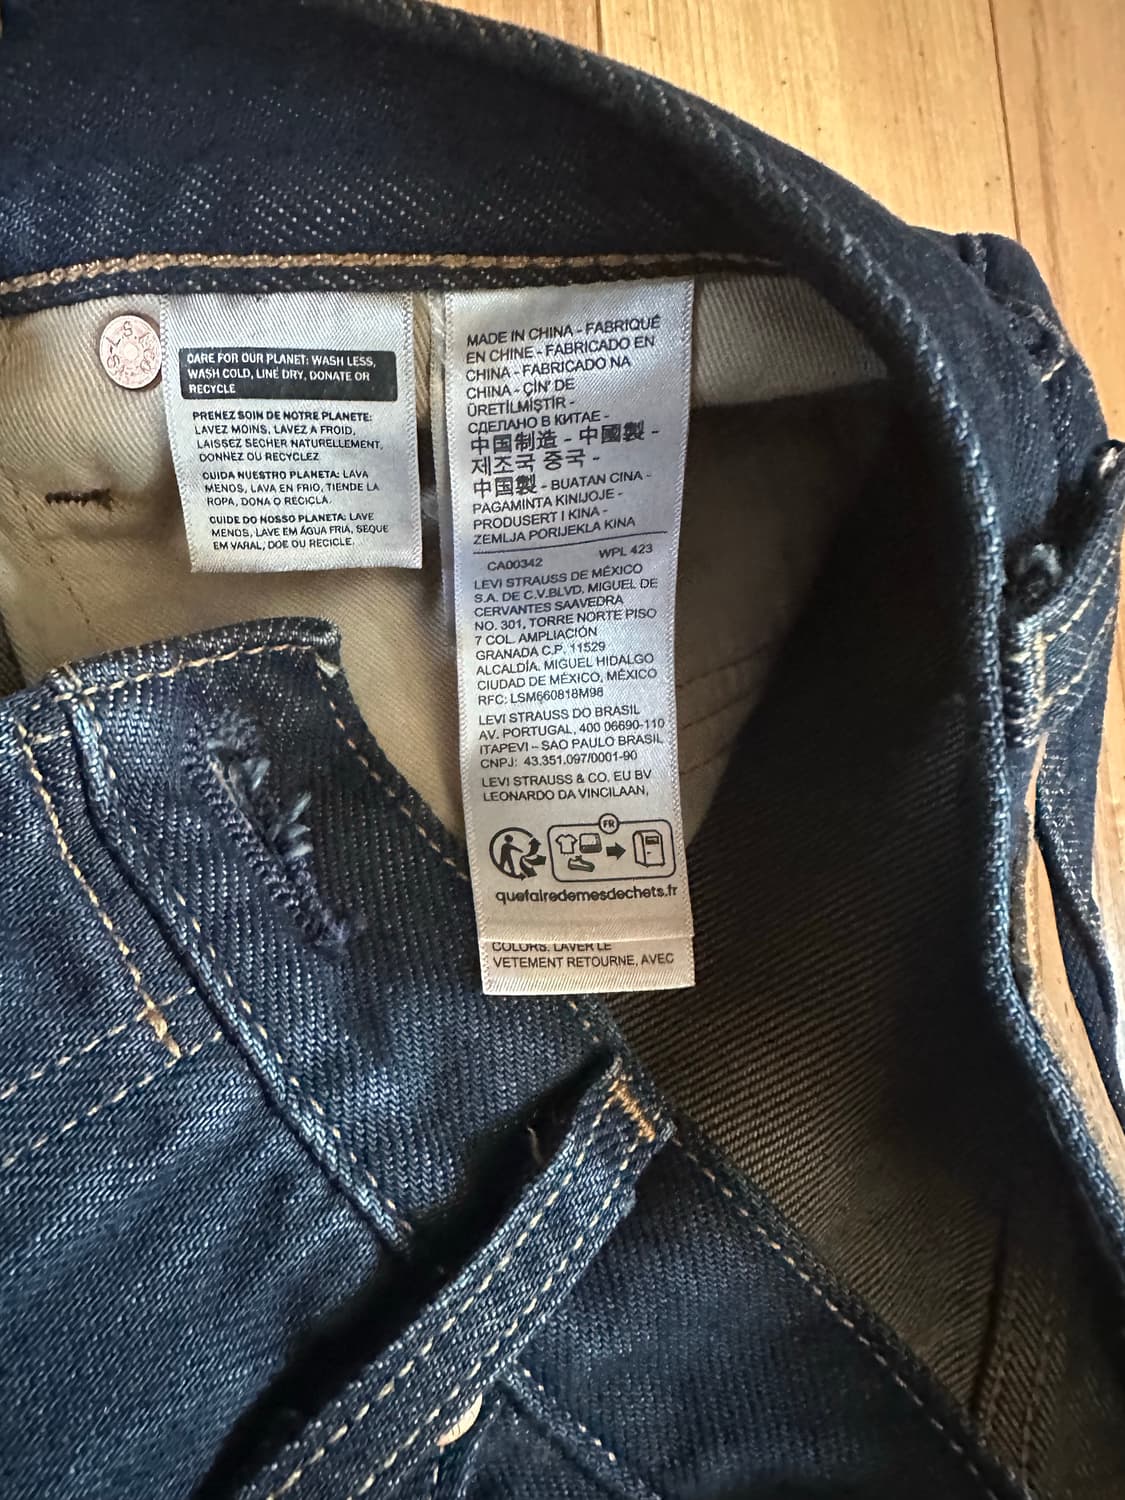 CARE FOR OUR PLANET: WASH LESS,
WASH COLD, LINE DRY, DONATE OR
RECYCLE
PRENEZ SOIN DE NOTRE PLANETE:
LAVEZ MOINS, LAVEZ A FROID,
LAISSEZ SECHER NATURELLEMENT,
DONNEZ OU RECYCLEZ
CUIDA NUESTRO PLANETA: LAVA
MENOS, LAVA EN FRIO, TIENDE LA
ROPA, DONA O RECICLA.
CUIDE DO NOSSO PLANETA: LAVE
MENOS, LAVE EM ÁGUA FRIA, SEQUE
EM VARAL, DOE OU RECICLE.
MADE IN CHINA - FABRIQUÉ
EN CHINE - FABRICADO EN
CHINA - FABRICADO NA
CHINA - ÇIN' DE
ÜRETİLMİŞTİR -
СДЕЛАНО В КИТАЕ -
中国制造 - 中國製 -
제조국 중국 -
中国製 - BUATAN CINA -
PAGAMINTA KINIJOJE -
PRODUSERT I KINA -
ZEMLJA PORIJEKLA KINA
CA00342 WPL 423
LEVI STRAUSS DE MÉXICO
S.A. DE C.V.BLVD. MIGUEL DE
CERVANTES SAAVEDRA
NO. 301, TORRE NORTE PISO
7 COL. AMPLIACIÓN
GRANADA C.P. 11529
ALCALDÍA. MIGUEL HIDALGO
CIUDAD DE MÉXICO, MÉXICO
RFC: LSM660818M98
LEVI STRAUSS DO BRASIL
AV. PORTUGAL, 400 06690-110
ITAPEVI – SAO PAULO BRASIL
CNPJ: 43.351.097/0001-90
LEVI STRAUSS & CO. EU BV
LEONARDO DA VINCILAAN,
FR
quefairedemesdechets.fr
COLORS. LAVER LE
VETEMENT RETOURNE, AVEC